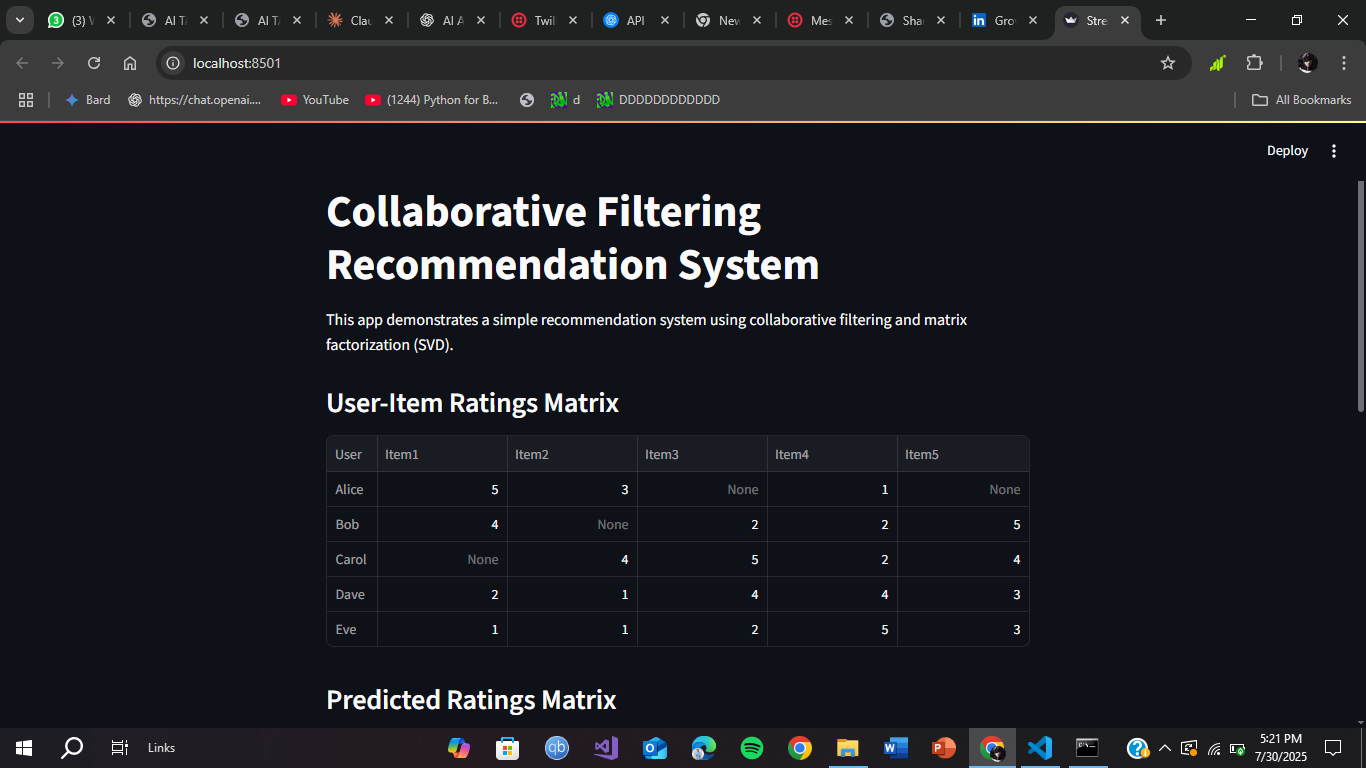 3 (3) W
AI TA
AI TA
Clau
AI A
Twili
API
New
Mes
Shar
Gro
Stre
localhost:8501
Bard https://chat.openai.... YouTube (1244) Python for B... d DDDDDDDDDDDD All Bookmarks
Deploy
Collaborative Filtering
Recommendation System
This app demonstrates a simple recommendation system using collaborative filtering and matrix
factorization (SVD).
User-Item Ratings Matrix
User Item1 Item2 Item3 Item4 Item5
Alice 5 3 None 1 None
Bob 4 None 2 2 5
Carol None 4 5 2 4
Dave 2 1 4 4 3
Eve 1 1 2 5 3
Predicted Ratings Matrix
Links
5:21 PM
7/30/2025